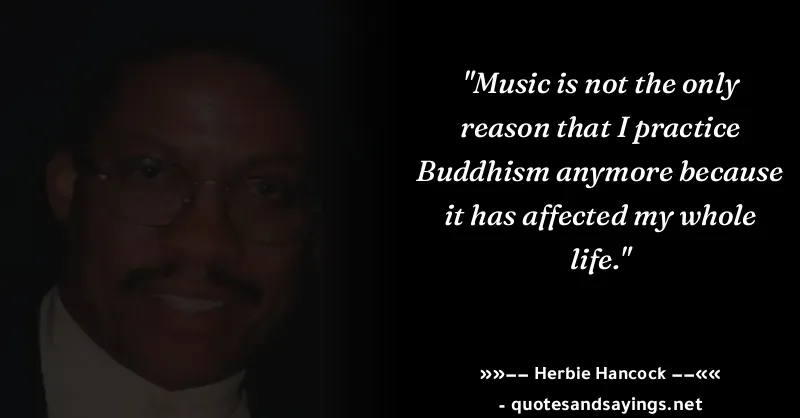 "Music is not the only
reason that I practice
Buddhism anymore because
it has affected my whole
life."
»»−− Herbie Hancock −−««
- quotesandsayings.net